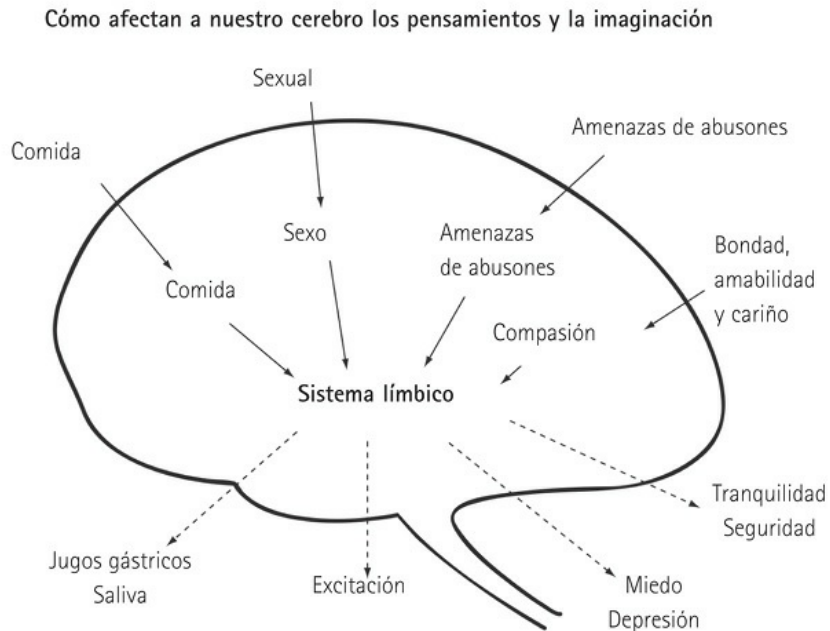 Cómo afectan a nuestro cerebro los pensamientos y la imaginación
Sexual
Amenazas de abusones
Comida
Sexo
Amenazas
de abusones
Bondad,
amabilidad
y cariño
Comida
Compasión
Sistema límbico
Tranquilidad
Seguridad
Jugos gástricos
Saliva
Excitación
Miedo
Depresión